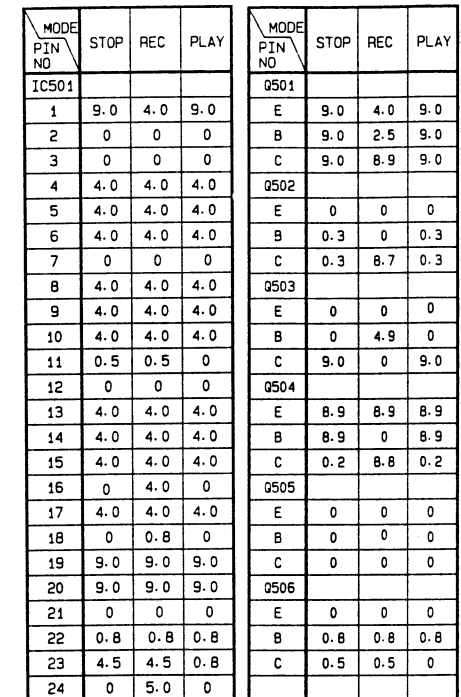 MODE
PIN NO STOP REC PLAY
IC501
1 9.0 4.0 9.0
2 0 0 0
3 0 0 0
4 4.0 4.0 4.0
5 4.0 4.0 4.0
6 4.0 4.0 4.0
7 0 0 0
8 4.0 4.0 4.0
9 4.0 4.0 4.0
10 4.0 4.0 4.0
11 0.5 0.5 0
12 0 0 0
13 4.0 4.0 4.0
14 4.0 4.0 4.0
15 4.0 4.0 4.0
16 0 4.0 0
17 4.0 4.0 4.0
18 0 0.8 0
19 9.0 9.0 9.0
20 9.0 9.0 9.0
21 0 0 0
22 0.8 0.8 0.8
23 4.5 4.5 0.8
24 0 5.0 0
MODE
PIN NO STOP REC PLAY
Q501
E 9.0 4.0 9.0
B 9.0 2.5 9.0
C 9.0 8.9 9.0
Q502
E 0 0 0
B 0.3 0 0.3
C 0.3 8.7 0.3
Q503
E 0 0 0
B 0 4.9 0
C 9.0 0 9.0
Q504
E 8.9 8.9 8.9
B 8.9 0 8.9
C 0.2 8.8 0.2
Q505
E 0 0 0
B 0 0 0
C 0 0 0
Q506
E 0 0 0
B 0.8 0.8 0.8
C 0.5 0.5 0